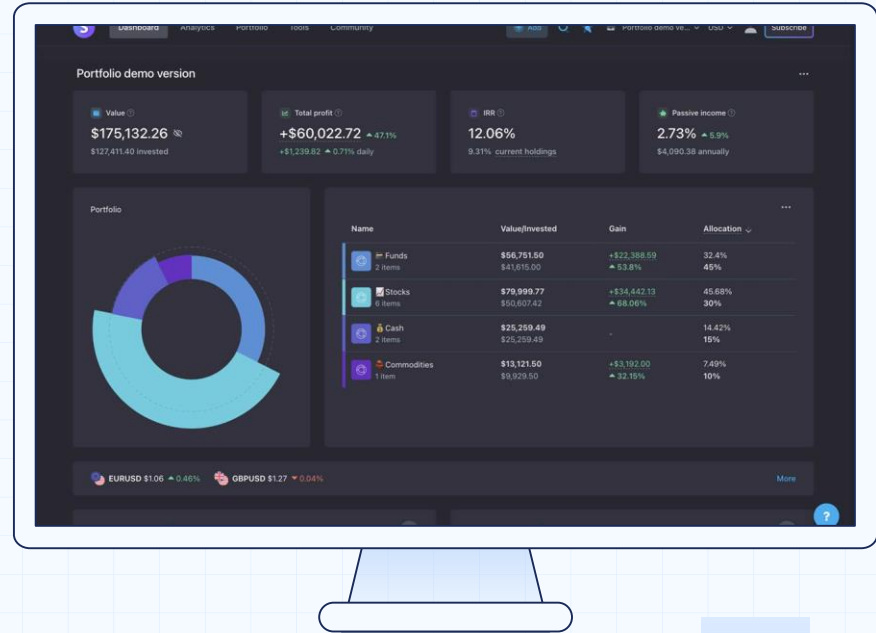 S Dashboard Analytics Portfolio Tools Community Add Portfolio demo ve... USD Subscribe
Portfolio demo version
Value
$175,132.26
$127,411.40 invested
Total profit
+$60,022.72 47.1%
+$1,239.82 0.71% daily
IRR
12.06%
9.31% current holdings
Passive income
2.73% 5.9%
$4,090.38 annually
Portfolio
Name Value/Invested Gain Allocation
Funds $56,751.50 +$22,388.59 32.4%
2 items $41,615.00 53.8% 45%
Stocks $79,999.77 +$34,442.13 45.68%
6 items $50,607.42 68.06% 30%
Cash $25,259.49 - 14.42%
2 items $25,259.49 15%
Commodities $13,121.50 +$3,192.00 7.49%
1 item $9,929.50 32.15% 10%
EURUSD $1.06 0.46% GBPUSD $1.27 0.04% More
?